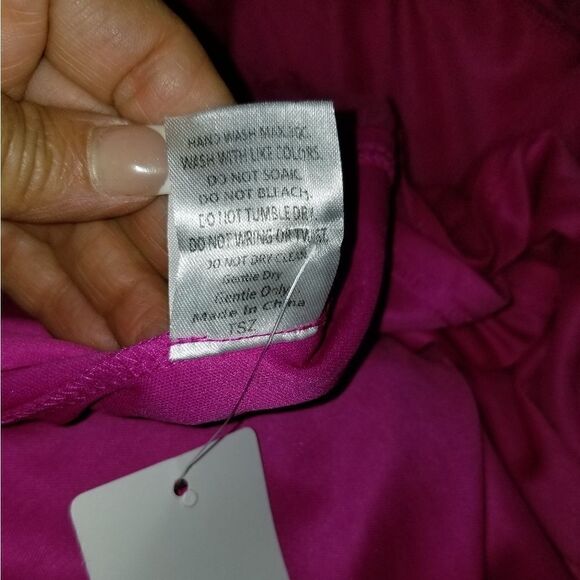 HAND WASH MAX 30C.
WASH WITH LIKE COLORS.
DO NOT SOAK.
DO NOT BLEACH.
DO NOT TUMBLE DRY.
DO NOT WRING OR TWIST.
DO NOT DRY CLEAN
Gentle Dry
Gentle Only
Made In China
TSZ